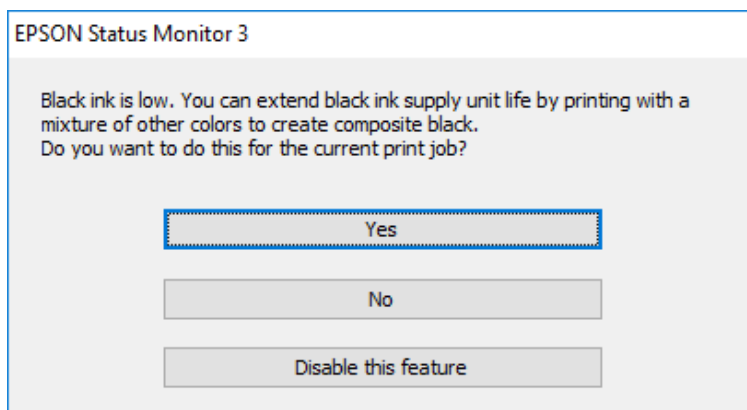 EPSON Status Monitor 3
Black ink is low. You can extend black ink supply unit life by printing with a
mixture of other colors to create composite black.
Do you want to do this for the current print job?
Yes
No
Disable this feature